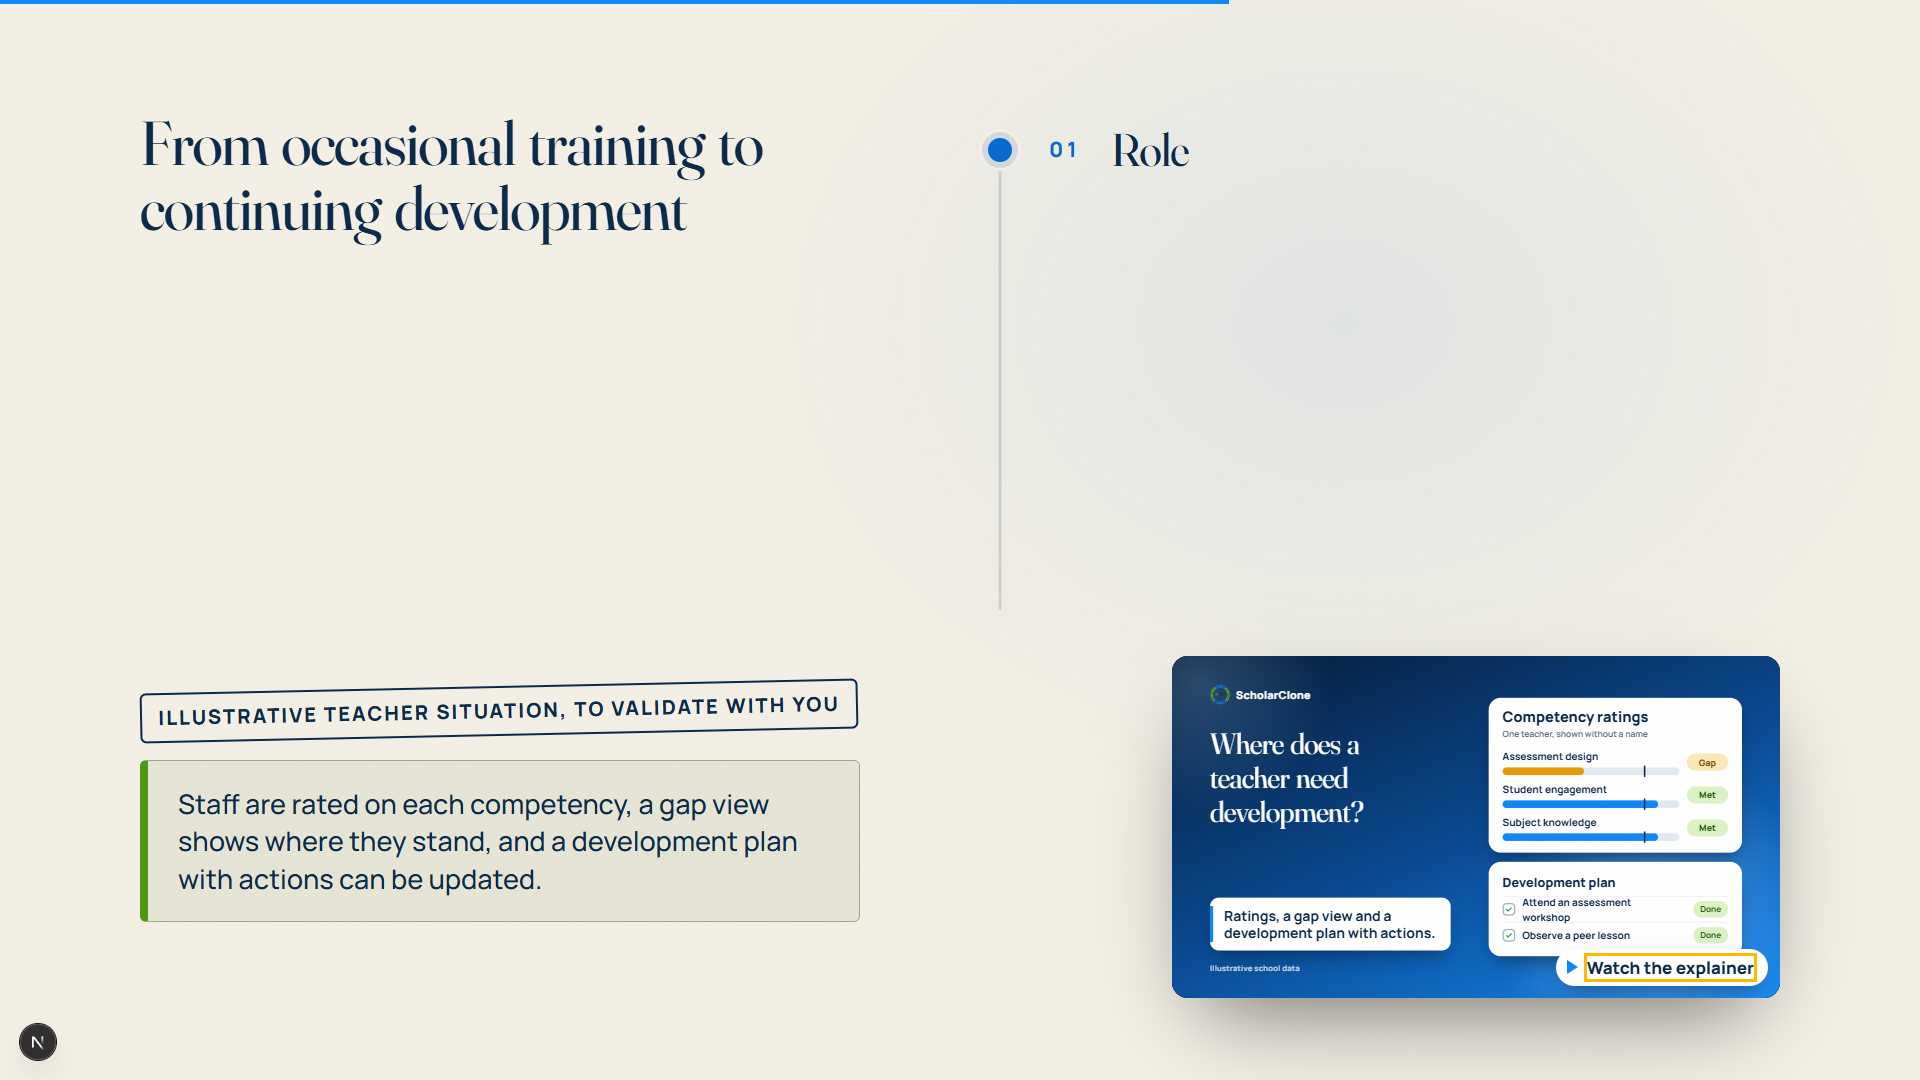 From occasional training to
continuing development
01 Role
ILLUSTRATIVE TEACHER SITUATION, TO VALIDATE WITH YOU
Staff are rated on each competency, a gap view
shows where they stand, and a development plan
with actions can be updated.
ScholarClone
Where does a
teacher need
development?
Ratings, a gap view and a
development plan with actions.
Illustrative school data
Competency ratings
One teacher, shown without a name
Assessment design
Gap
Student engagement
Met
Subject knowledge
Met
Development plan
Attend an assessment
workshop
Done
Observe a peer lesson
Done
Watch the explainer
N